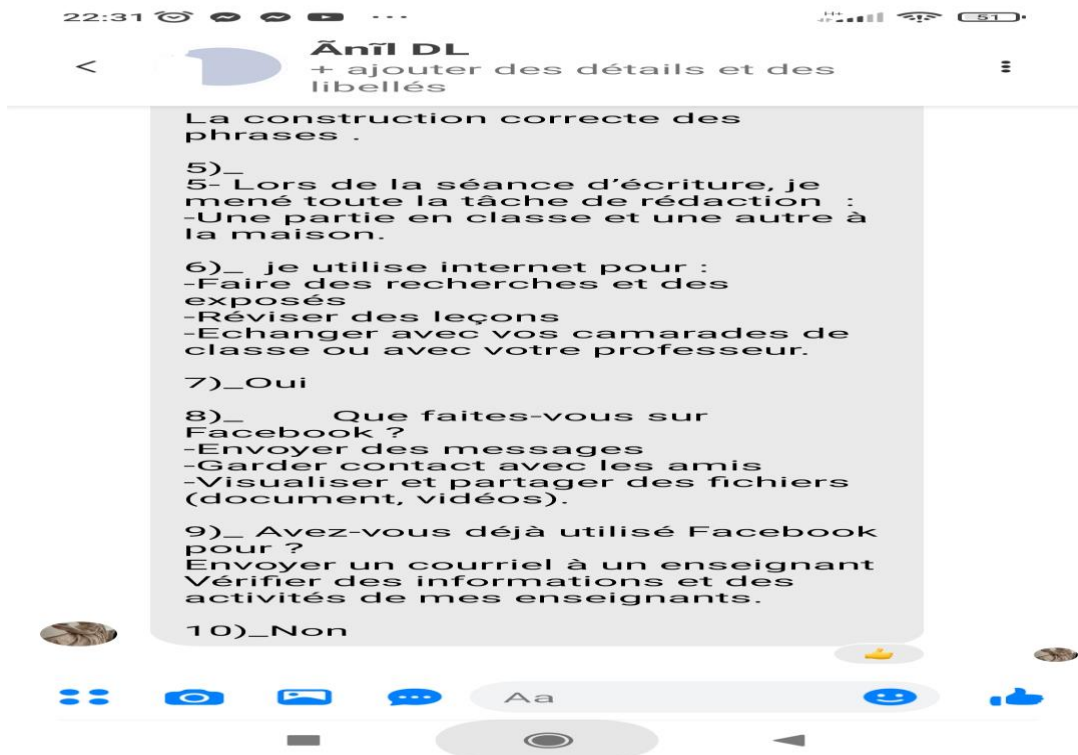 22:31 ...
H+ 51
Ãnĩl DL
+ ajouter des détails et des
libellés
La construction correcte des
phrases .
5)_
5- Lors de la séance d'écriture, je
mené toute la tâche de rédaction :
-Une partie en classe et une autre à
la maison.
6)_ je utilise internet pour :
-Faire des recherches et des
exposés
-Réviser des leçons
-Echanger avec vos camarades de
classe ou avec votre professeur.
7)_Oui
8)_ Que faites-vous sur
Facebook ?
-Envoyer des messages
-Garder contact avec les amis
-Visualiser et partager des fichiers
(document, vidéos).
9)_ Avez-vous déjà utilisé Facebook
pour ?
Envoyer un courriel à un enseignant
Vérifier des informations et des
activités de mes enseignants.
10)_Non
Aa